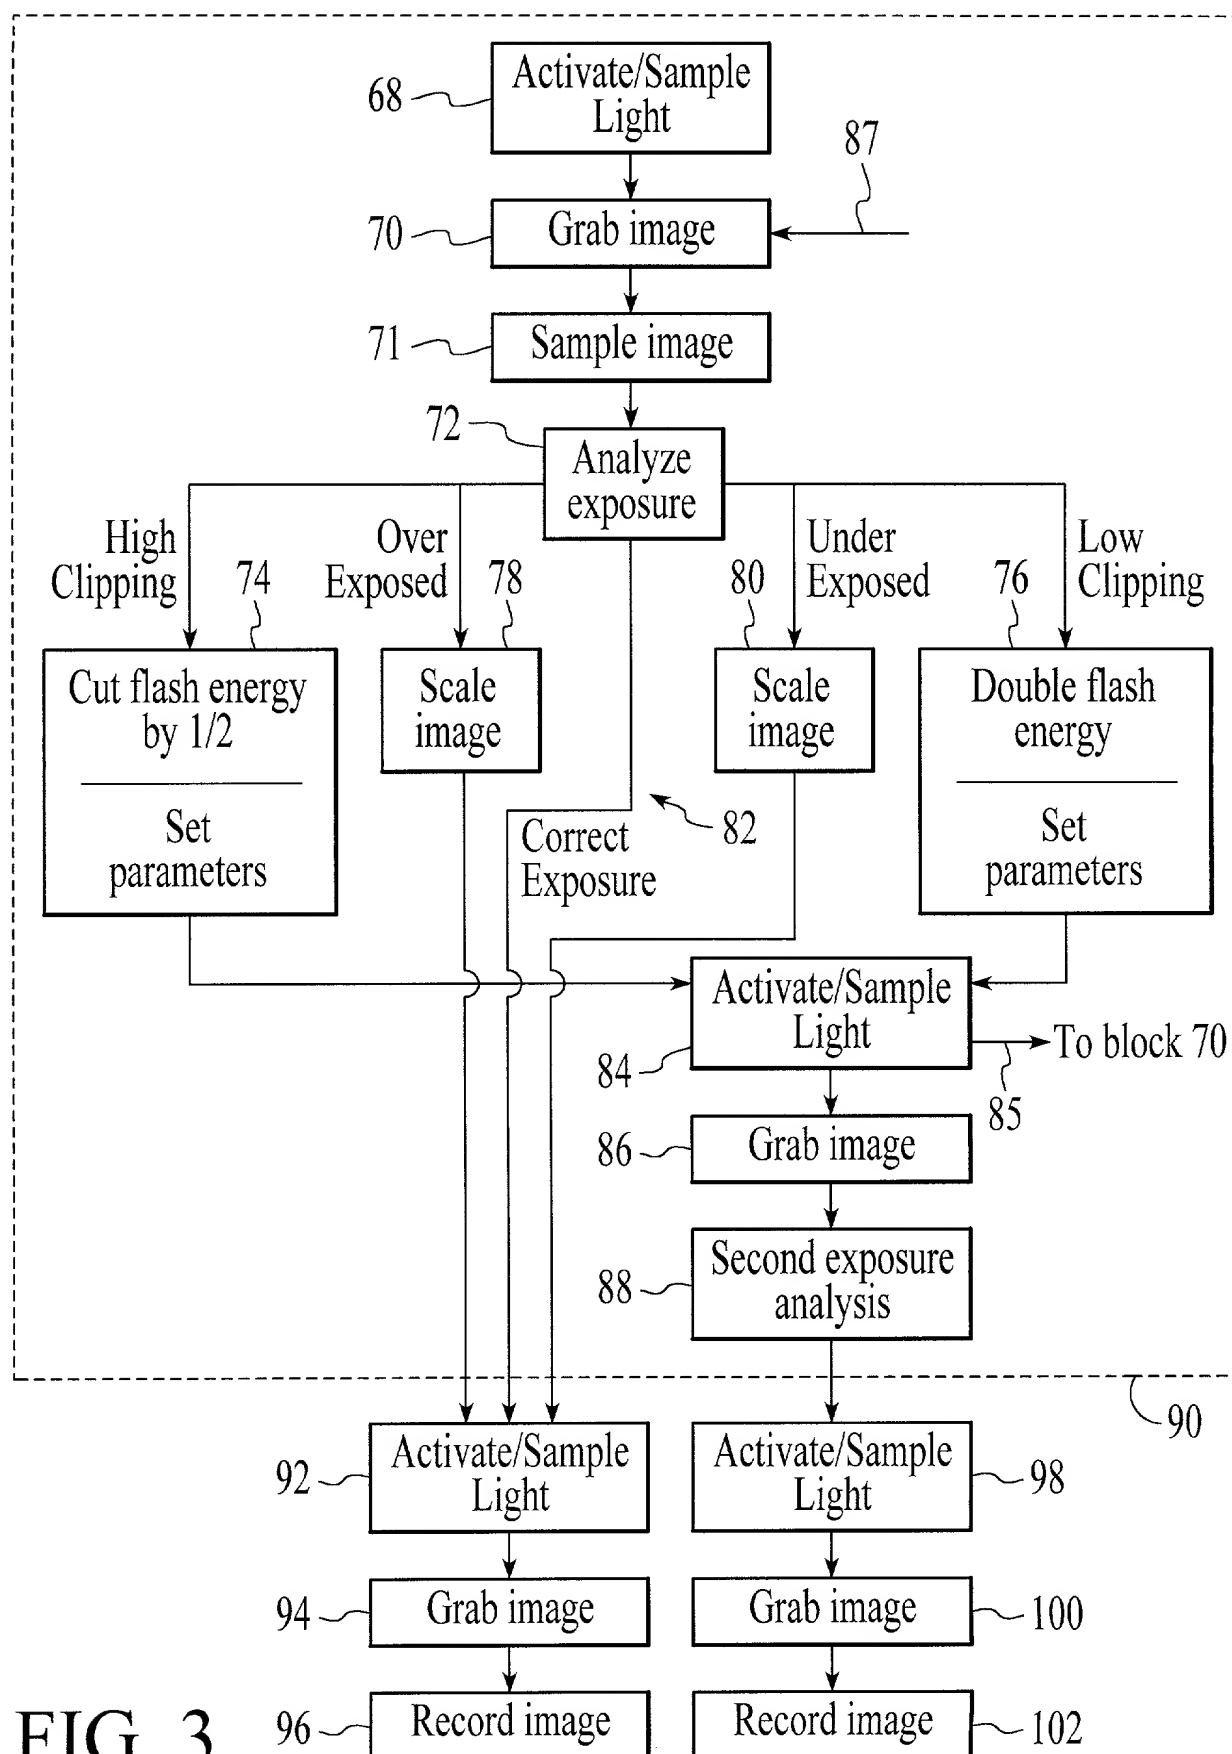 Activate/Sample
Light
68
87
Grab image
70
Sample image
71
72
Analyze
exposure
High
Clipping
Over
Exposed
Under
Exposed
Low
Clipping
74
78
80
76
Cut flash energy
by 1/2
Set
parameters
Scale
image
Scale
image
Double flash
energy
Set
parameters
82
Correct
Exposure
Activate/Sample
Light
84
To block 70
85
Grab image
86
Second exposure
analysis
88
90
Activate/Sample
Light
92
Activate/Sample
Light
98
Grab image
94
Grab image
100
Record image
96
Record image
102
FIG. 3